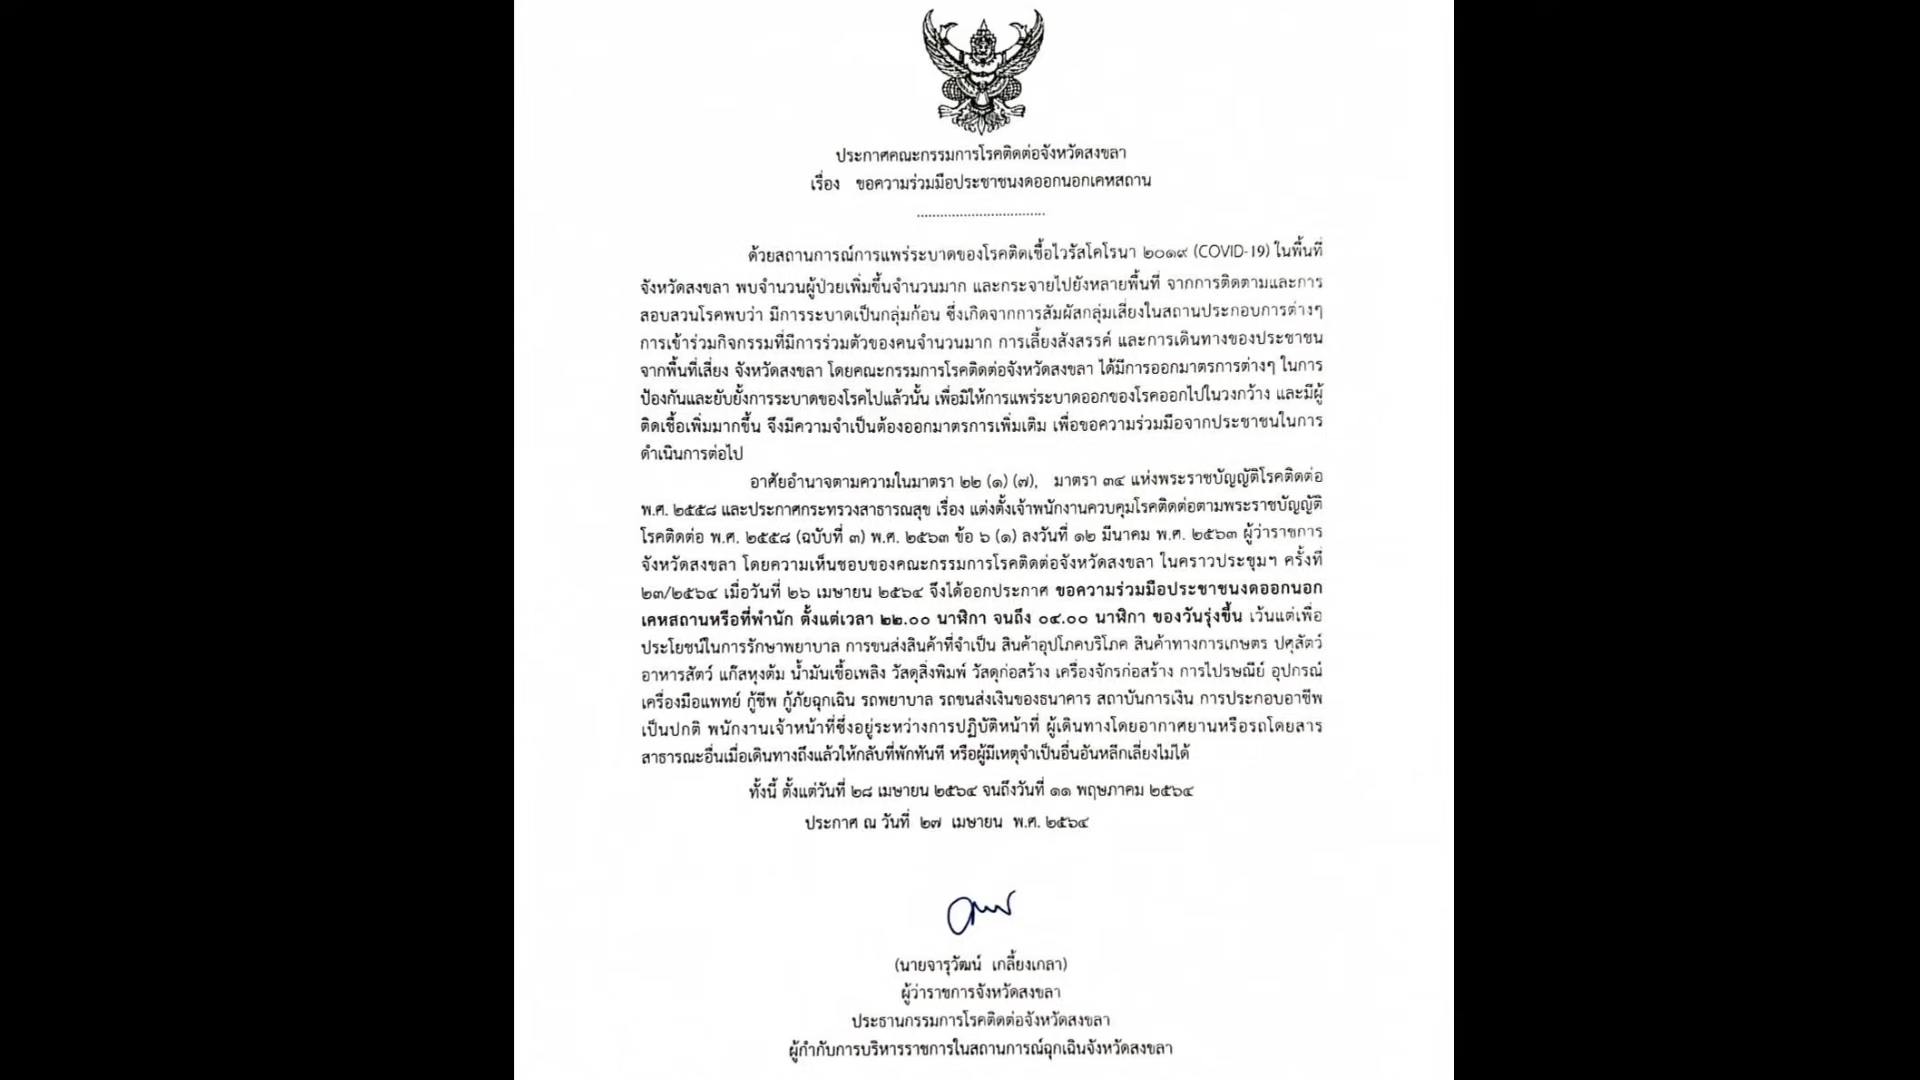 ประกาศคณะกรรมการโรคติดต่อจังหวัดสงขลา
เรื่อง ขอความร่วมมือประชาชนงดออกนอกเคหสถาน
.................................
ด้วยสถานการณ์การแพร่ระบาดของโรคติดเชื้อไวรัสโคโรนา ๒๐๑๙ (COVID-19) ในพื้นที่
จังหวัดสงขลา พบจำนวนผู้ป่วยเพิ่มขึ้นจำนวนมาก และกระจายไปยังหลายพื้นที่ จากการติดตามและการ
สอบสวนโรคพบว่า มีการระบาดเป็นกลุ่มก้อน ซึ่งเกิดจากการสัมผัสกลุ่มเสี่ยงในสถานประกอบการต่างๆ
การเข้าร่วมกิจกรรมที่มีการร่วมตัวของคนจำนวนมาก การเลี้ยงสังสรรค์ และการเดินทางของประชาชน
จากพื้นที่เสี่ยง จังหวัดสงขลา โดยคณะกรรมการโรคติดต่อจังหวัดสงขลา ได้มีการออกมาตรการต่างๆ ในการ
ป้องกันและยับยั้งการระบาดของโรคไปแล้วนั้น เพื่อมิให้การแพร่ระบาดออกของโรคออกไปในวงกว้าง และมีผู้
ติดเชื้อเพิ่มมากขึ้น จึงมีความจำเป็นต้องออกมาตรการเพิ่มเติม เพื่อขอความร่วมมือจากประชาชนในการ
ดำเนินการต่อไป
อาศัยอำนาจตามความในมาตรา ๒๒ (๑) (๗), มาตรา ๓๔ แห่งพระราชบัญญัติโรคติดต่อ
พ.ศ. ๒๕๕๘ และประกาศกระทรวงสาธารณสุข เรื่อง แต่งตั้งเจ้าพนักงานควบคุมโรคติดต่อตามพระราชบัญญัติ
โรคติดต่อ พ.ศ. ๒๕๕๘ (ฉบับที่ ๓) พ.ศ. ๒๕๖๓ ข้อ ๖ (๑) ลงวันที่ ๑๒ มีนาคม พ.ศ. ๒๕๖๓ ผู้ว่าราชการ
จังหวัดสงขลา โดยความเห็นชอบของคณะกรรมการโรคติดต่อจังหวัดสงขลา ในคราวประชุมฯ ครั้งที่
๒๓/๒๕๖๔ เมื่อวันที่ ๒๖ เมษายน ๒๕๖๔ จึงได้ออกประกาศ ขอความร่วมมือประชาชนงดออกนอก
เคหสถานหรือที่พำนัก ตั้งแต่เวลา ๒๒.๐๐ นาฬิกา จนถึง ๐๔.๐๐ นาฬิกา ของวันรุ่งขึ้น เว้นแต่เพื่อ
ประโยชน์ในการรักษาพยาบาล การขนส่งสินค้าที่จำเป็น สินค้าอุปโภคบริโภค สินค้าทางการเกษตร ปศุสัตว์
อาหารสัตว์ แก๊สหุงต้ม น้ำมันเชื้อเพลิง วัสดุสิ่งพิมพ์ วัสดุก่อสร้าง เครื่องจักรก่อสร้าง การไปรษณีย์ อุปกรณ์
เครื่องมือแพทย์ กู้ชีพ กู้ภัยฉุกเฉิน รถพยาบาล รถขนส่งเงินของธนาคาร สถาบันการเงิน การประกอบอาชีพ
เป็นปกติ พนักงานเจ้าหน้าที่ซึ่งอยู่ระหว่างการปฏิบัติหน้าที่ ผู้เดินทางโดยอากาศยานหรือรถโดยสาร
สาธารณะอื่นเมื่อเดินทางถึงแล้วให้กลับที่พักทันที หรือผู้มีเหตุจำเป็นอื่นอันหลีกเลี่ยงไม่ได้
ทั้งนี้ ตั้งแต่วันที่ ๒๘ เมษายน ๒๕๖๔ จนถึงวันที่ ๑๑ พฤษภาคม ๒๕๖๔
ประกาศ ณ วันที่ ๒๗ เมษายน พ.ศ. ๒๕๖๔
(นายจารุวัฒน์ เกลี้ยงเกลา)
ผู้ว่าราชการจังหวัดสงขลา
ประธานกรรมการโรคติดต่อจังหวัดสงขลา
ผู้กำกับการบริหารราชการในสถานการณ์ฉุกเฉินจังหวัดสงขลา